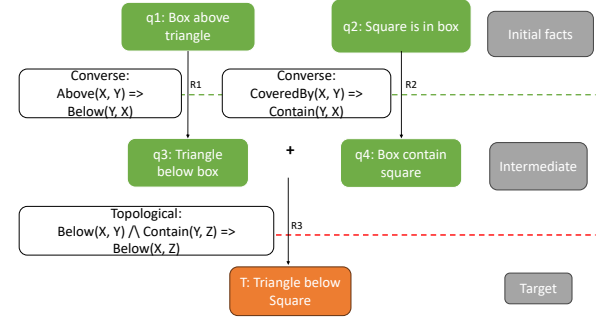 q1: Box above
triangle
q2: Square is in box
Initial facts
Converse:
Above(X, Y) =>
Below(Y, X)
R1
Converse:
CoveredBy(X, Y) =>
Contain(Y, X)
R2
q3: Triangle
below box
+
q4: Box contain
square
Intermediate
Topological:
Below(X, Y) /\ Contain(Y, Z) =>
Below(X, Z)
R3
T: Triangle below
Square
Target